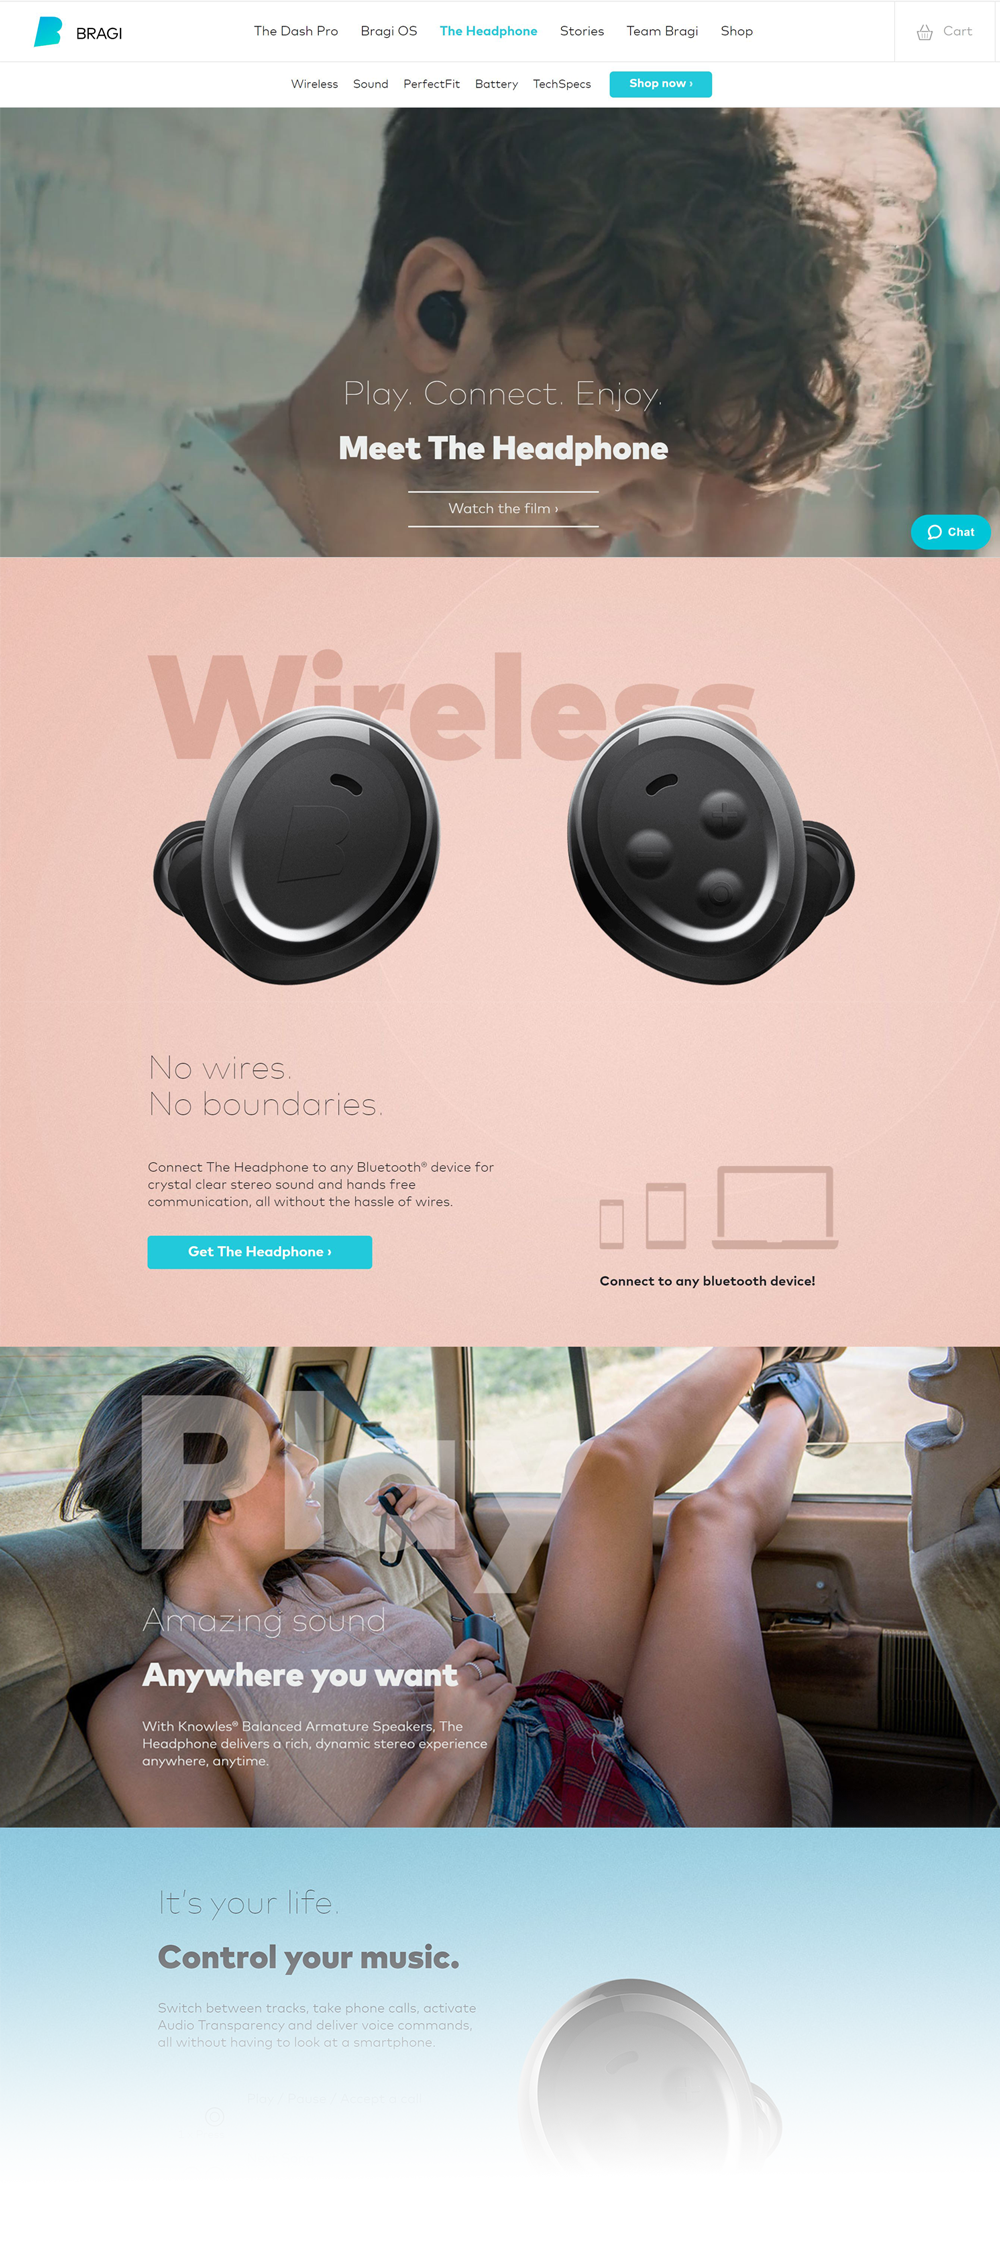 BRAGI
The Dash Pro Bragi OS The Headphone Stories Team Bragi Shop
Cart
Wireless Sound PerfectFit Battery TechSpecs Shop now ›
Play. Connect. Enjoy.
Meet The Headphone
Watch the film ›
Chat
Wireless
No wires.
No boundaries.
Connect The Headphone to any Bluetooth® device for
crystal clear stereo sound and hands free
communication, all without the hassle of wires.
Get The Headphone ›
Connect to any bluetooth device!
Play
Amazing sound
Anywhere you want
With Knowles® Balanced Armature Speakers, The
Headphone delivers a rich, dynamic stereo experience
anywhere, anytime.
It's your life.
Control your music.
Switch between tracks, take phone calls, activate
Audio Transparency and deliver voice commands,
all without having to look at a smartphone.